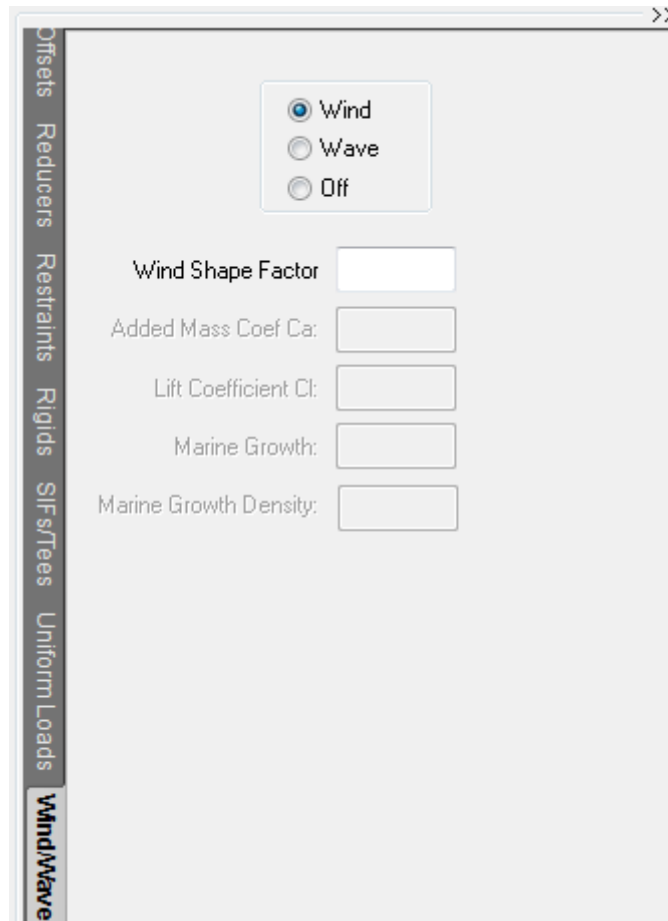 >>
Offsets
Reducers
Restraints
Rigids
SIFs/Tees
Uniform Loads
Wind/Wave
Wind
Wave
Off
Wind Shape Factor
Added Mass Coef Ca:
Lift Coefficient Cl:
Marine Growth:
Marine Growth Density: